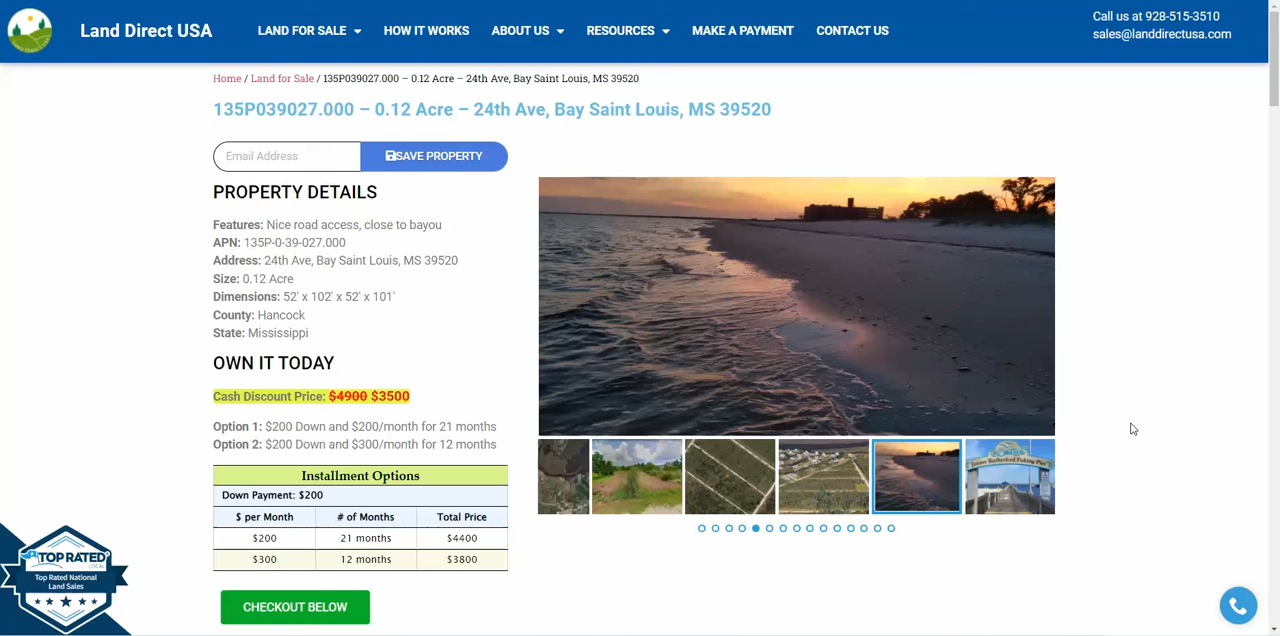 Land Direct USA
LAND FOR SALE
HOW IT WORKS
ABOUT US
RESOURCES
MAKE A PAYMENT
CONTACT US
Call us at 928-515-3510
sales@landdirectusa.com
Home / Land for Sale / 135P039027.000 – 0.12 Acre – 24th Ave, Bay Saint Louis, MS 39520
135P039027.000 – 0.12 Acre – 24th Ave, Bay Saint Louis, MS 39520
Email Address
SAVE PROPERTY
PROPERTY DETAILS
Features: Nice road access, close to bayou
APN: 135P-0-39-027.000
Address: 24th Ave, Bay Saint Louis, MS 39520
Size: 0.12 Acre
Dimensions: 52' x 102' x 52' x 101'
County: Hancock
State: Mississippi
OWN IT TODAY
Cash Discount Price: $4900 $3500
Option 1: $200 Down and $200/month for 21 months
Option 2: $200 Down and $300/month for 12 months
Installment Options
Down Payment: $200
$ per Month # of Months Total Price
$200 21 months $4400
$300 12 months $3800
CHECKOUT BELOW
TOP RATED
LOCAL
Top Rated National
Land Sales
Fishing Pier